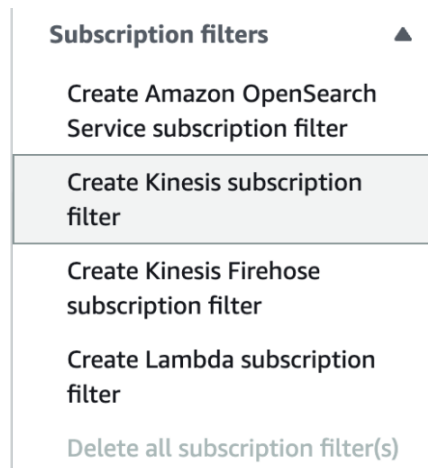 Subscription filters
Create Amazon OpenSearch
Service subscription filter
Create Kinesis subscription
filter
Create Kinesis Firehose
subscription filter
Create Lambda subscription
filter
Delete all subscription filter(s)